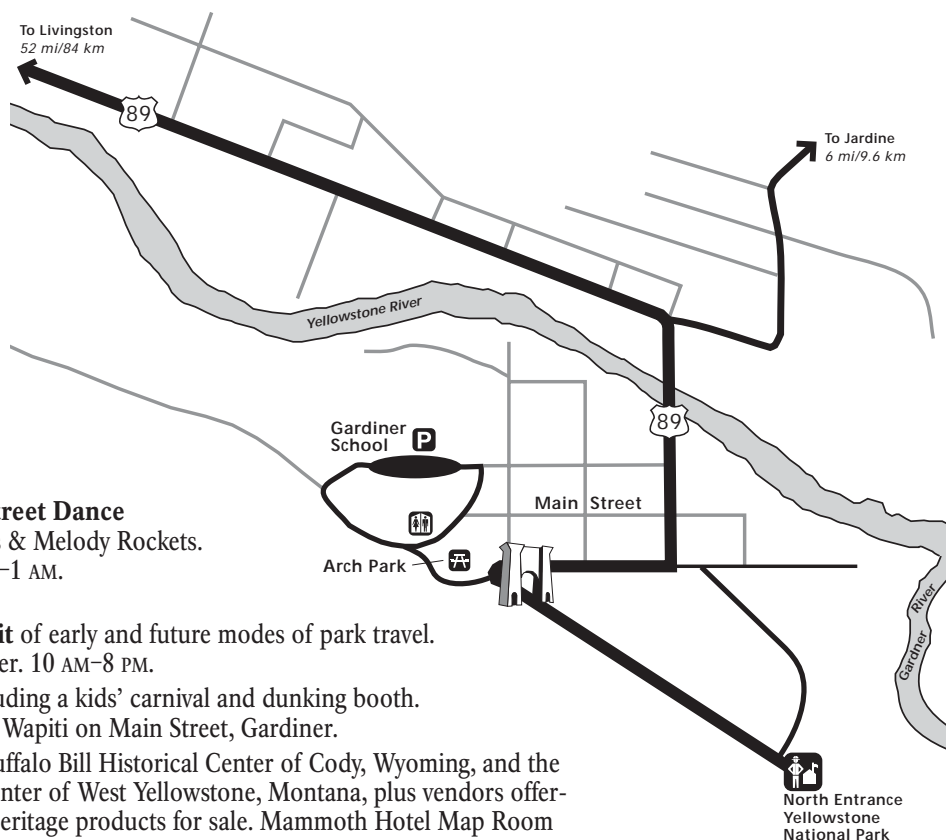 To Livingston
52 mi/84 km
89
To Jardine
6 mi/9.6 km
Yellowstone River
89
Gardiner
School
P
Main Street
Arch Park
Gardner River
North Entrance
Yellowstone
National Park
reet Dance
s & Melody Rockets.
–1 AM.
it of early and future modes of park travel.
er. 10 AM–8 PM.
uding a kids' carnival and dunking booth.
Wapiti on Main Street, Gardiner.
uffalo Bill Historical Center of Cody, Wyoming, and the
nter of West Yellowstone, Montana, plus vendors offer-
eritage products for sale. Mammoth Hotel Map Room